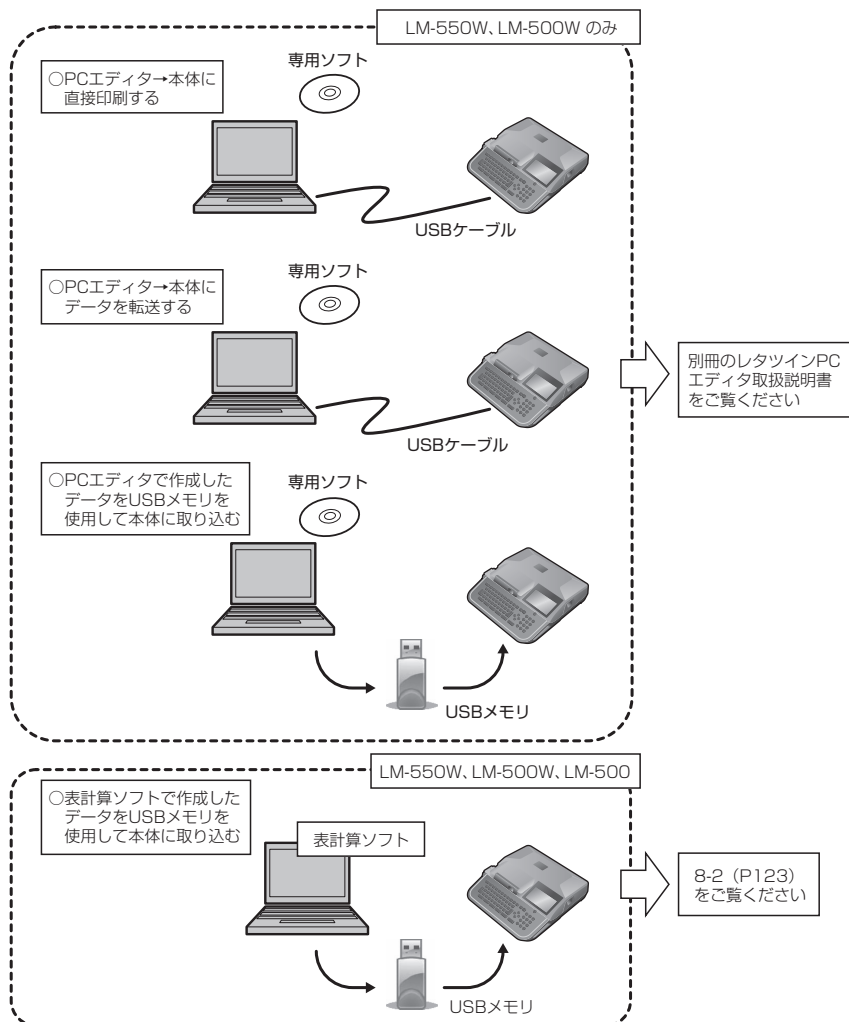 LM-550W、LM-500W のみ
○PCエディタ→本体に
直接印刷する
専用ソフト
USBケーブル
○PCエディタ→本体に
データを転送する
専用ソフト
USBケーブル
○PCエディタで作成した
データをUSBメモリを
使用して本体に取り込む
専用ソフト
USBメモリ
別冊のレタツインPC
エディタ取扱説明書
をご覧ください
LM-550W、LM-500W、LM-500
○表計算ソフトで作成した
データをUSBメモリを
使用して本体に取り込む
表計算ソフト
USBメモリ
8-2（P123）
をご覧ください